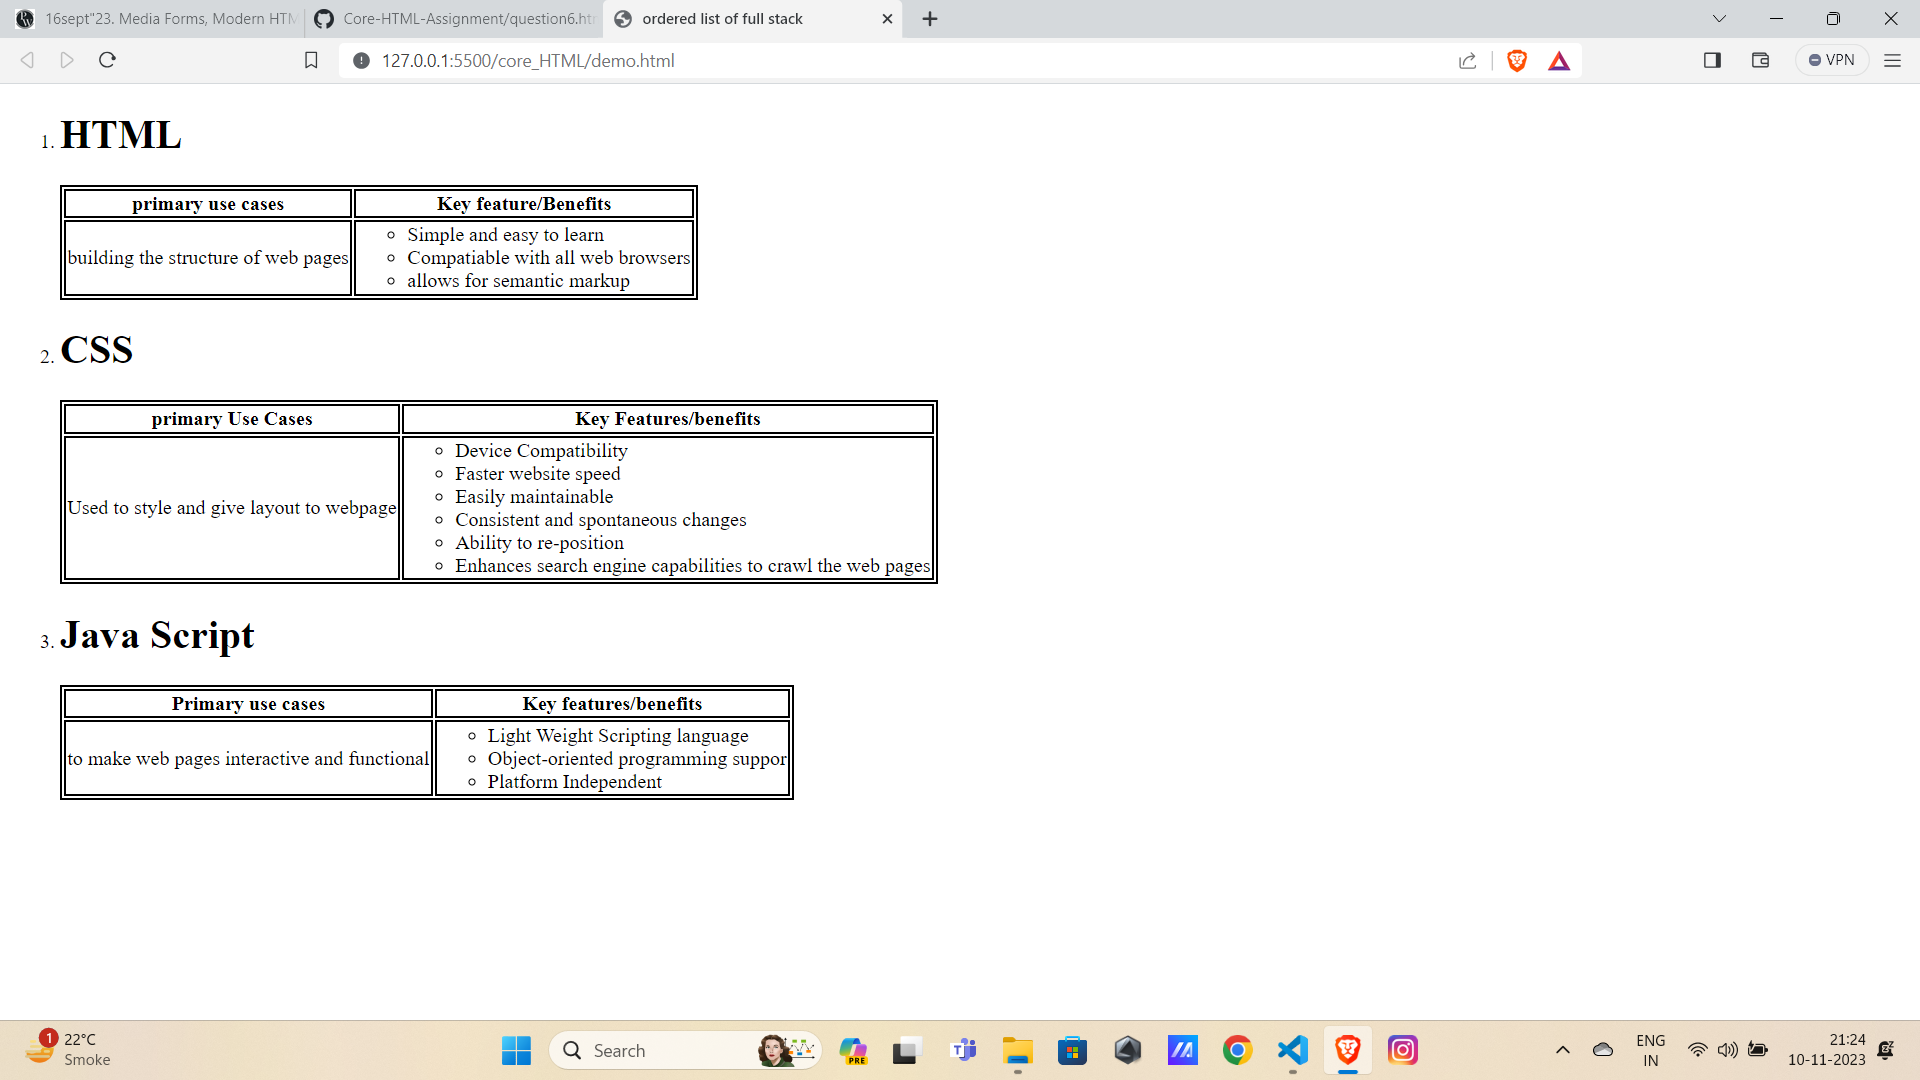 16sept"23. Media Forms, Modern HTM
Core-HTML-Assignment/question6.htm
ordered list of full stack
127.0.0.1:5500/core_HTML/demo.html
VPN
1. HTML
primary use cases Key feature/Benefits
building the structure of web pages
Simple and easy to learn
Compatiable with all web browsers
allows for semantic markup
2. CSS
primary Use Cases Key Features/benefits
Used to style and give layout to webpage
Device Compatibility
Faster website speed
Easily maintainable
Consistent and spontaneous changes
Ability to re-position
Enhances search engine capabilities to crawl the web pages
3. Java Script
Primary use cases Key features/benefits
to make web pages interactive and functional
Light Weight Scripting language
Object-oriented programming suppor
Platform Independent
1
22°C
Smoke
Search
PRE
ENG
IN
21:24
10-11-2023